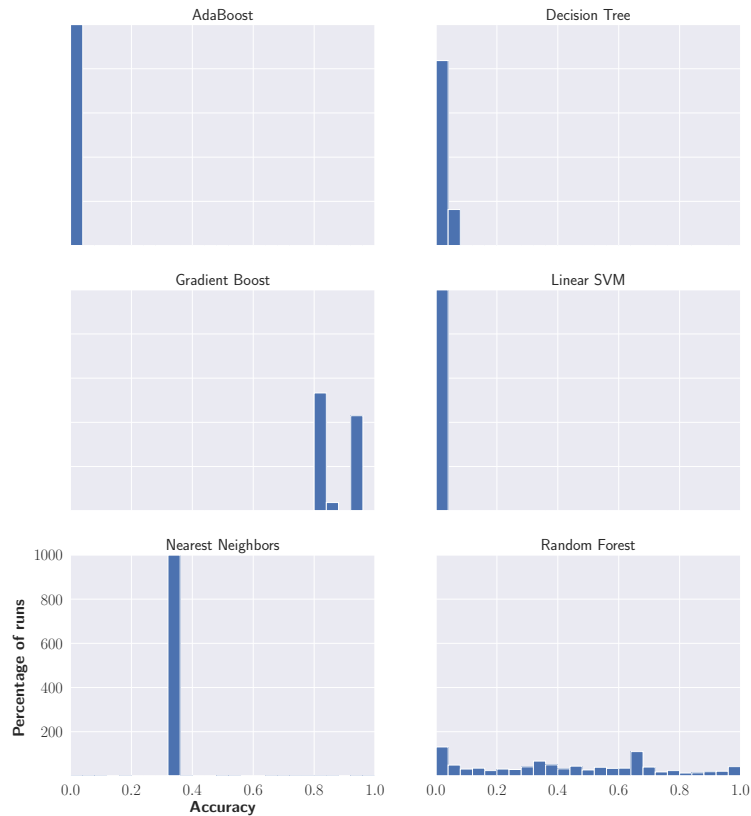 AdaBoost
Decision Tree
Gradient Boost
Linear SVM
Nearest Neighbors
Random Forest
1000
800
600
400
200
Percentage of runs
0.0 0.2 0.4 0.6 0.8 1.0
0.0 0.2 0.4 0.6 0.8 1.0
Accuracy